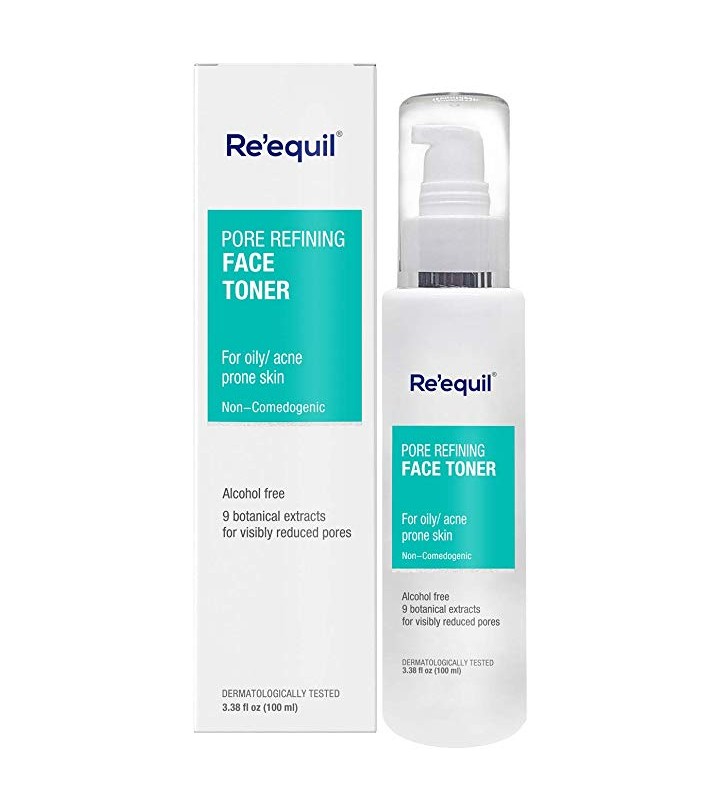 Re'equil®
PORE REFINING
FACE
TONER
For oily/ acne
prone skin
Non–Comedogenic
Alcohol free
9 botanical extracts
for visibly reduced pores
DERMATOLOGICALLY TESTED
3.38 fl oz (100 ml)
Re'equil®
PORE REFINING
FACE TONER
For oily/ acne
prone skin
Non–Comedogenic
Alcohol free
9 botanical extracts
for visibly reduced pores
DERMATOLOGICALLY TESTED
3.38 fl oz (100 ml)